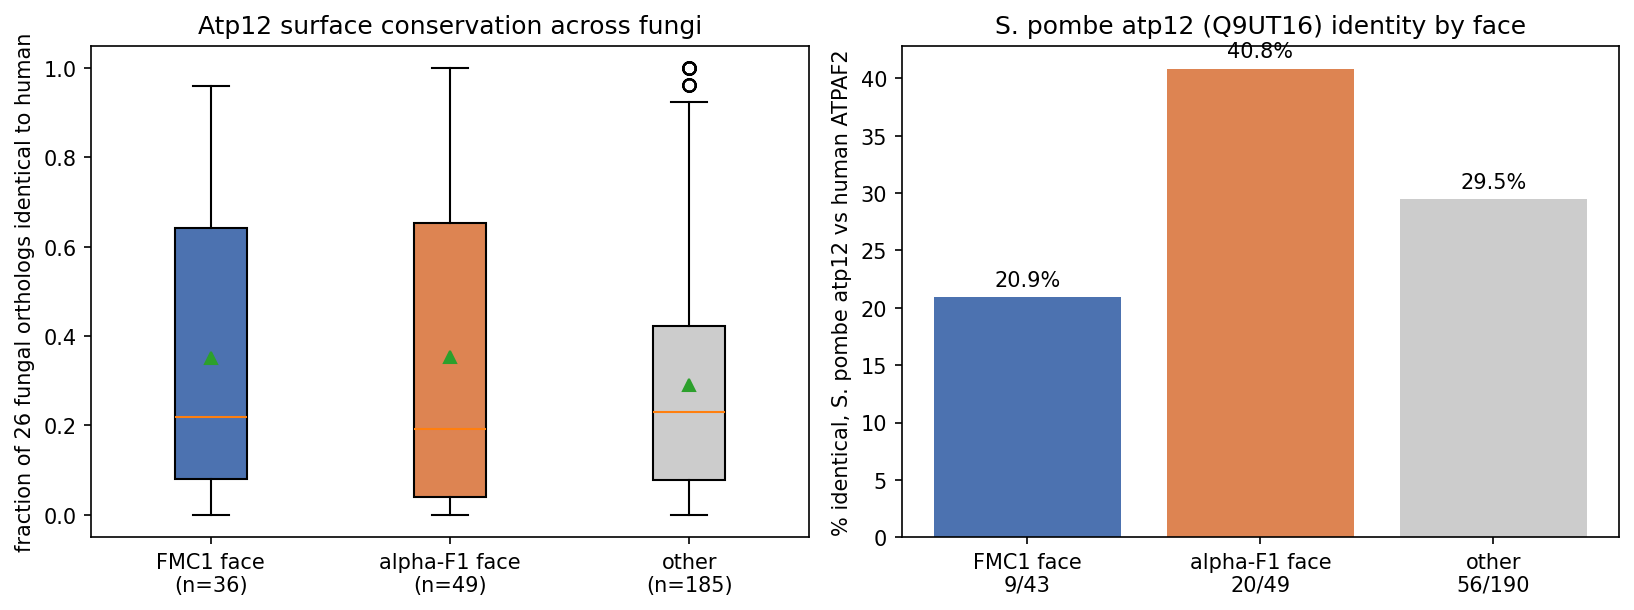 Atp12 surface conservation across fungi
fraction of 26 fungal orthologs identical to human
1.0
0.8
0.6
0.4
0.2
0.0
FMC1 face
(n=36)
alpha-F1 face
(n=49)
other
(n=185)
S. pombe atp12 (Q9UT16) identity by face
% identical, S. pombe atp12 vs human ATPAF2
40
35
30
25
20
15
10
5
0
20.9%
40.8%
29.5%
FMC1 face
9/43
alpha-F1 face
20/49
other
56/190